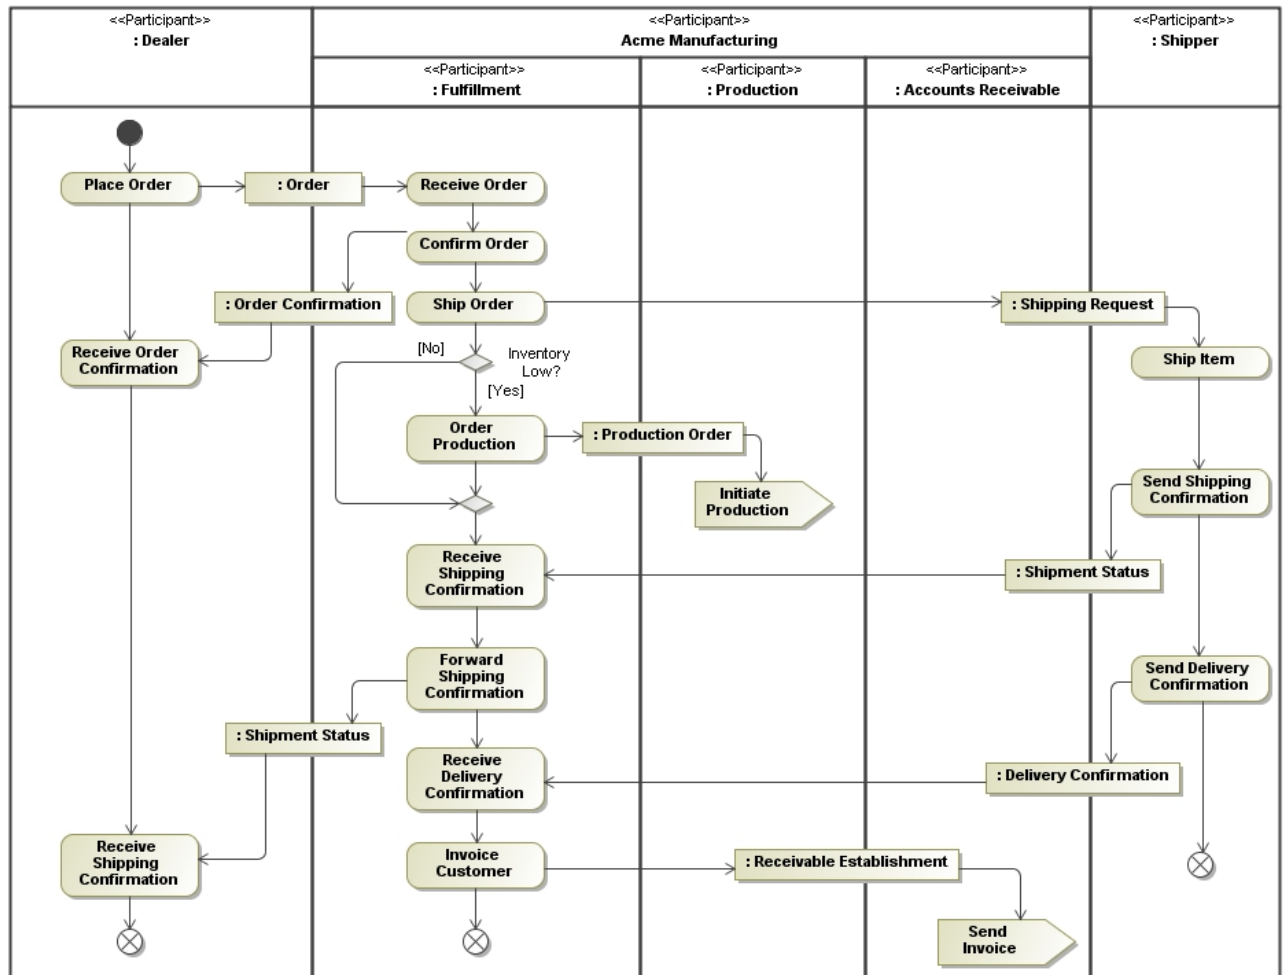 <<Participant>>
: Dealer
<<Participant>>
Acme Manufacturing
<<Participant>>
: Shipper
<<Participant>>
: Fulfillment
<<Participant>>
: Production
<<Participant>>
: Accounts Receivable
Place Order
: Order
Receive Order
Confirm Order
: Order Confirmation
Ship Order
: Shipping Request
Receive Order
Confirmation
[No]
Inventory
Low?
[Yes]
Ship Item
Order
Production
: Production Order
Initiate
Production
Send Shipping
Confirmation
Receive
Shipping
Confirmation
: Shipment Status
Forward
Shipping
Confirmation
Send Delivery
Confirmation
: Shipment Status
Receive
Delivery
Confirmation
: Delivery Confirmation
Receive
Shipping
Confirmation
Invoice
Customer
: Receivable Establishment
Send
Invoice